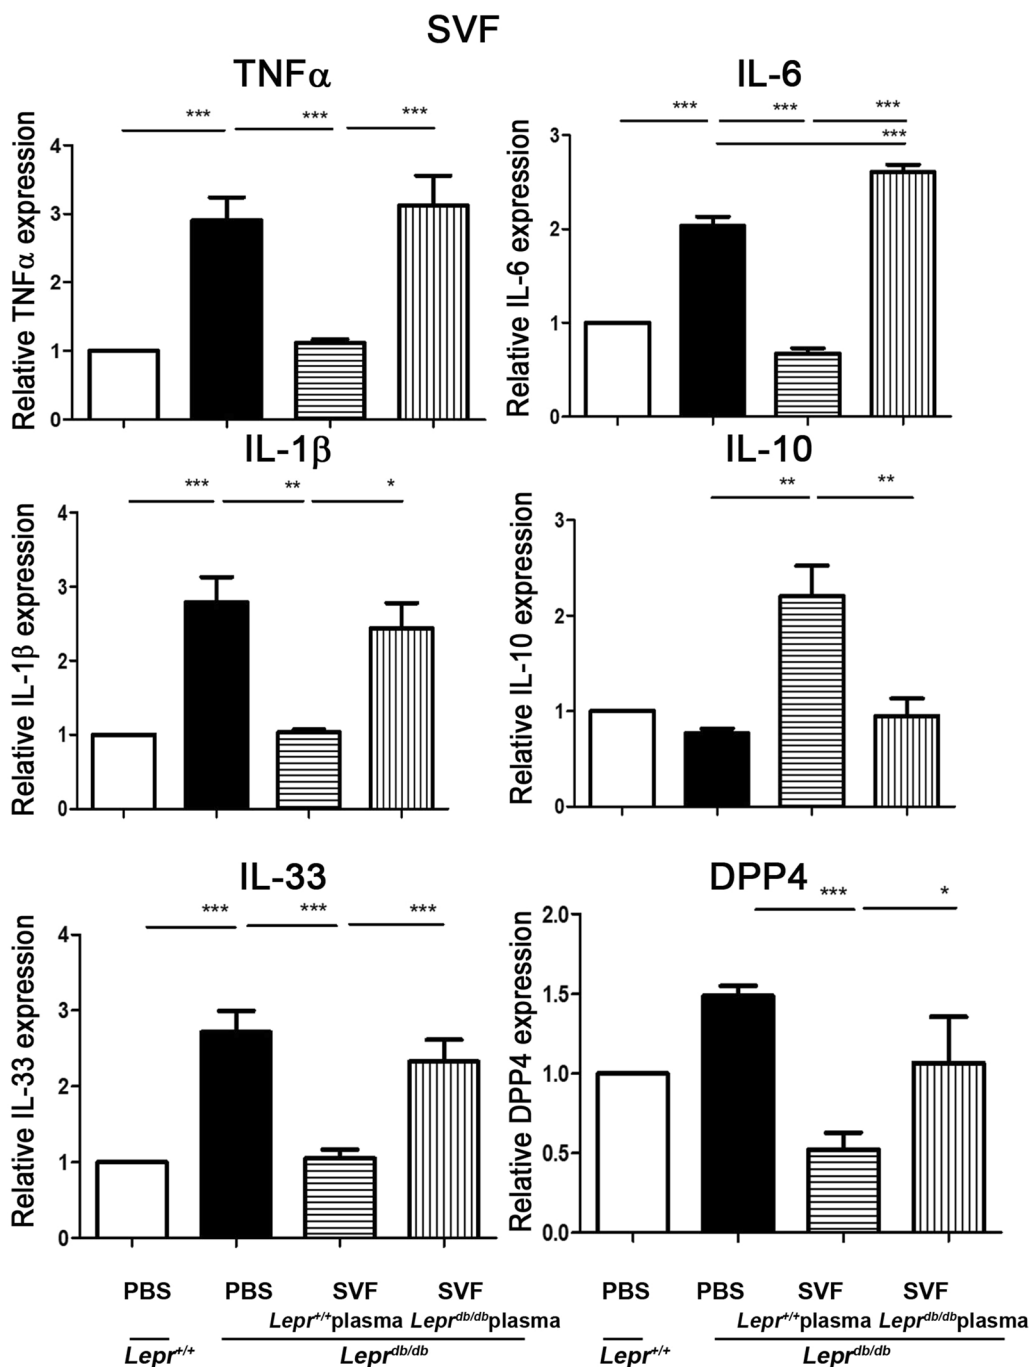 SVF
TNFα
*** *** ***
Relative TNFα expression
4
3
2
1
0
IL-6
*** *** ***
***
Relative IL-6 expression
3
2
1
0
IL-1β
*** ** *
Relative IL-1β expression
4
3
2
1
0
IL-10
** **
Relative IL-10 expression
3
2
1
0
IL-33
*** *** ***
Relative IL-33 expression
4
3
2
1
0
DPP4
*** *
Relative DPP4 expression
2.0
1.5
1.0
0.5
0.0
PBS PBS SVF SVF
Lepr+/+plasma Leprdb/dbplasma
Lepr+/+ Leprdb/db
PBS PBS SVF SVF
Lepr+/+plasma Leprdb/dbplasma
Lepr+/+ Leprdb/db